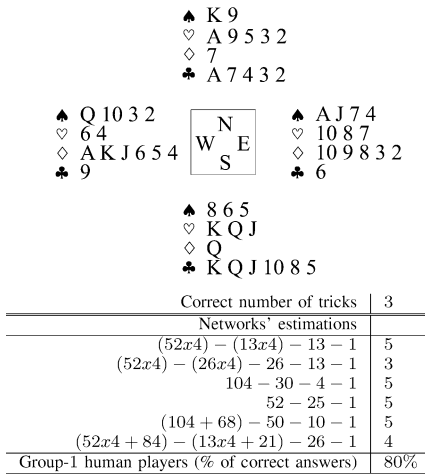 ♠ K 9
♡ A 9 5 3 2
♢ 7
♣ A 7 4 3 2
♠ Q 10 3 2
♡ 6 4
♢ A K J 6 5 4
♣ 9
N
W E
S
♠ A J 7 4
♡ 10 8 7
♢ 10 9 8 3 2
♣ 6
♠ 8 6 5
♡ K Q J
♢ Q
♣ K Q J 10 8 5
Correct number of tricks 3
Networks' estimations
(52x4) − (13x4) − 13 − 1 5
(52x4) − (26x4) − 26 − 13 − 1 3
104 − 30 − 4 − 1 5
52 − 25 − 1 5
(104 + 68) − 50 − 10 − 1 5
(52x4 + 84) − (13x4 + 21) − 26 − 1 4
Group-1 human players (% of correct answers) 80%